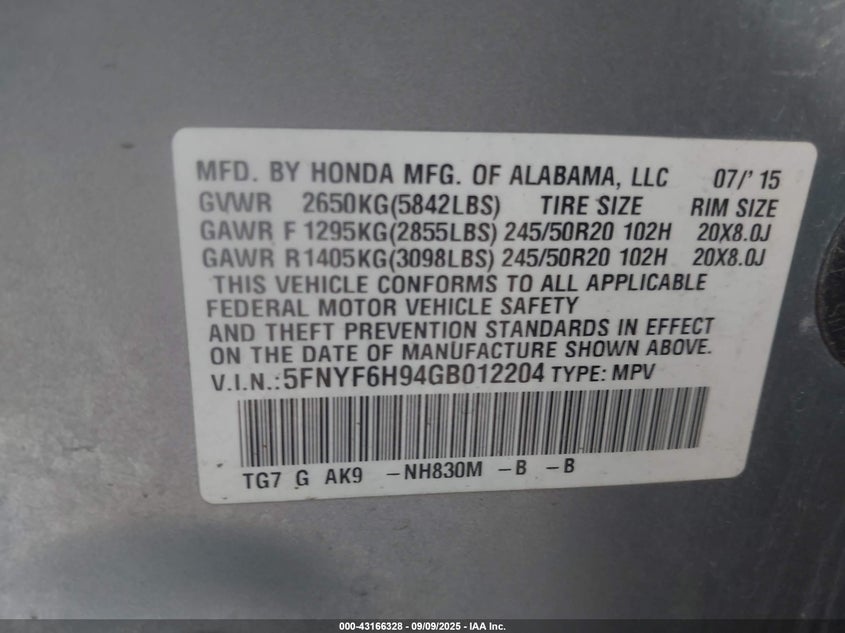 MFD. BY HONDA MFG. OF ALABAMA, LLC 07/'15
GVWR 2650KG(5842LBS) TIRE SIZE RIM SIZE
GAWR F 1295KG(2855LBS) 245/50R20 102H 20X8.0J
GAWR R1405KG(3098LBS) 245/50R20 102H 20X8.0J
THIS VEHICLE CONFORMS TO ALL APPLICABLE
FEDERAL MOTOR VEHICLE SAFETY
AND THEFT PREVENTION STANDARDS IN EFFECT
ON THE DATE OF MANUFACTURE SHOWN ABOVE.
V.I.N.:5FNYF6H94GB012204 TYPE: MPV
TG7 G AK9 -NH830M -B -B
000-43166328 - 09/09/2025 - IAA Inc.